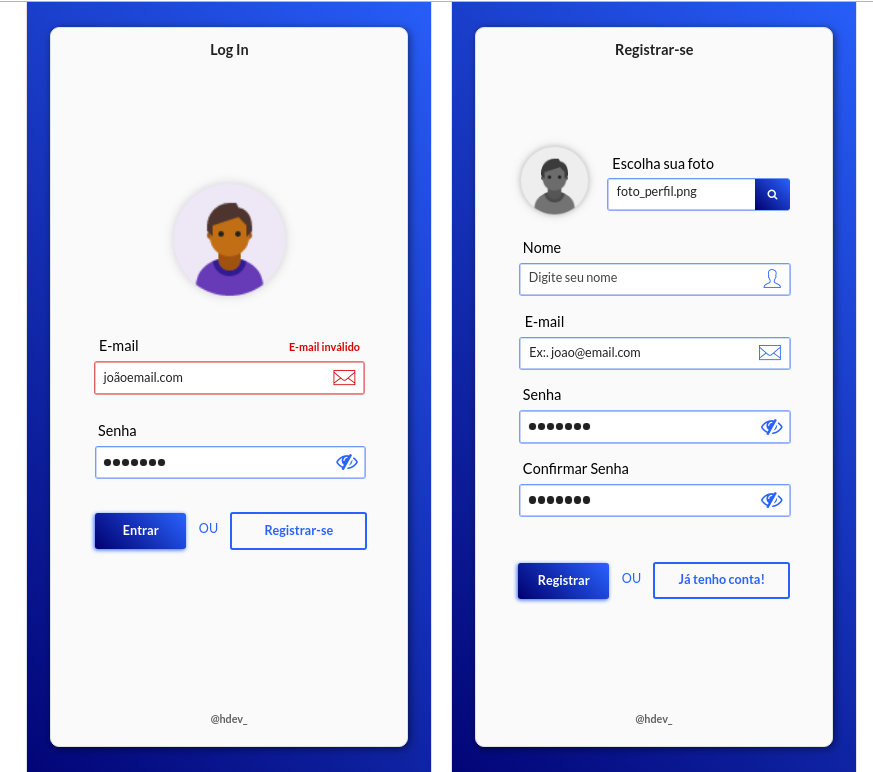 Log In
E-mail
E-mail inválido
joãoemail.com
Senha
Entrar
OU
Registrar-se
@hdev_
Registrar-se
Escolha sua foto
foto_perfil.png
Nome
Digite seu nome
E-mail
Ex:. joao@email.com
Senha
Confirmar Senha
Registrar
OU
Já tenho conta!
@hdev_